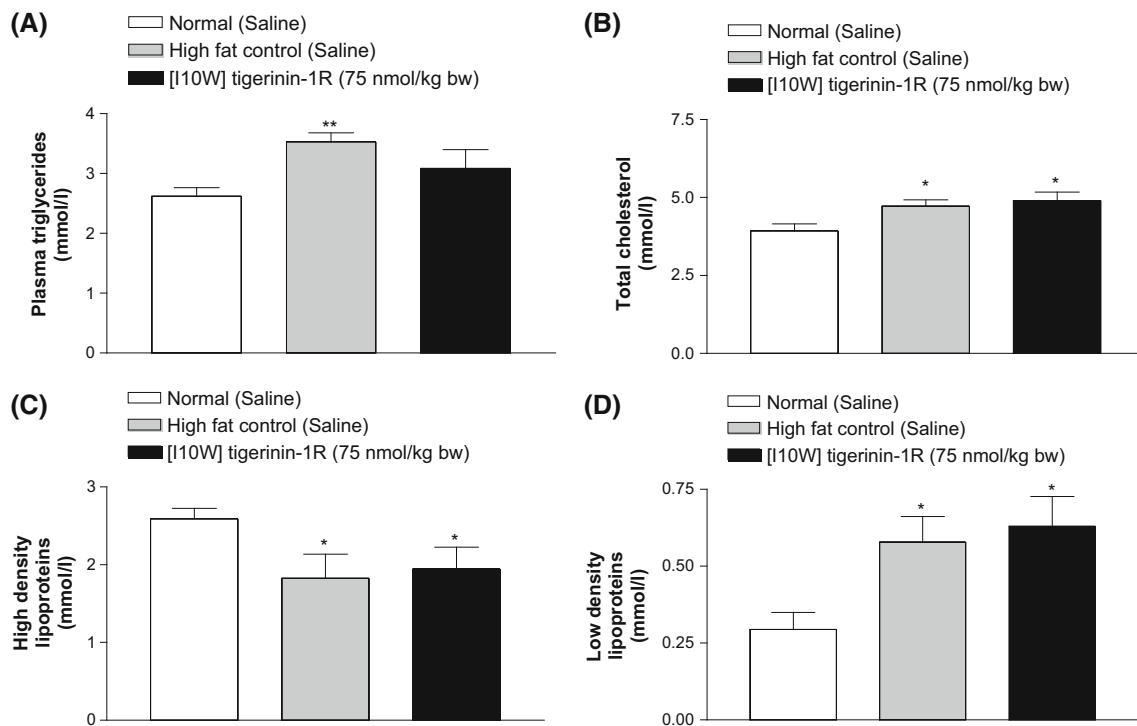 (A)
Normal (Saline)
High fat control (Saline)
[I10W] tigerinin-1R (75 nmol/kg bw)
Plasma triglycerides
(mmol/l)
4
3
2
1
0
**
(B)
Normal (Saline)
High fat control (Saline)
[I10W] tigerinin-1R (75 nmol/kg bw)
Total cholesterol
(mmol/l)
7.5
5.0
2.5
0.0
*
*
(C)
Normal (Saline)
High fat control (Saline)
[I10W] tigerinin-1R (75 nmol/kg bw)
High density
lipoproteins
(mmol/l)
3
2
1
0
*
*
(D)
Normal (Saline)
High fat control (Saline)
[I10W] tigerinin-1R (75 nmol/kg bw)
Low density
lipoproteins
(mmol/l)
0.75
0.50
0.25
0.00
*
*